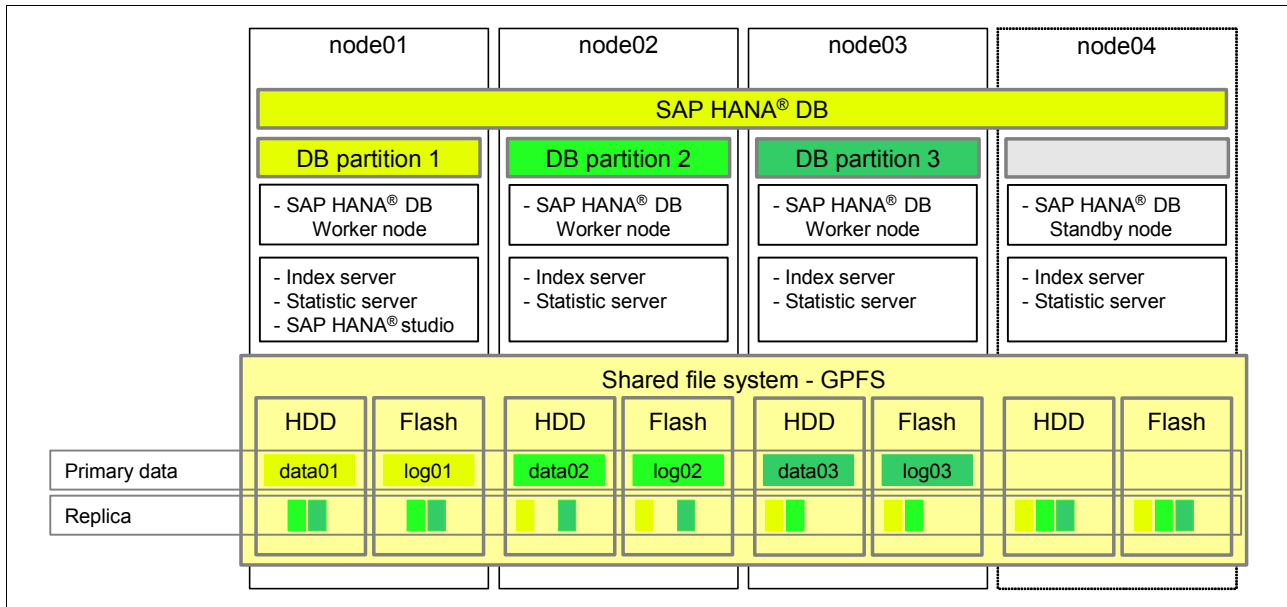 node01
node02
node03
node04
SAP HANA® DB
DB partition 1
DB partition 2
DB partition 3
- SAP HANA® DB
Worker node
- SAP HANA® DB
Worker node
- SAP HANA® DB
Worker node
- SAP HANA® DB
Standby node
- Index server
- Statistic server
- SAP HANA® studio
- Index server
- Statistic server
- Index server
- Statistic server
- Index server
- Statistic server
Shared file system - GPFS
HDD
Flash
HDD
Flash
HDD
Flash
HDD
Flash
Primary data
data01
log01
data02
log02
data03
log03
Replica